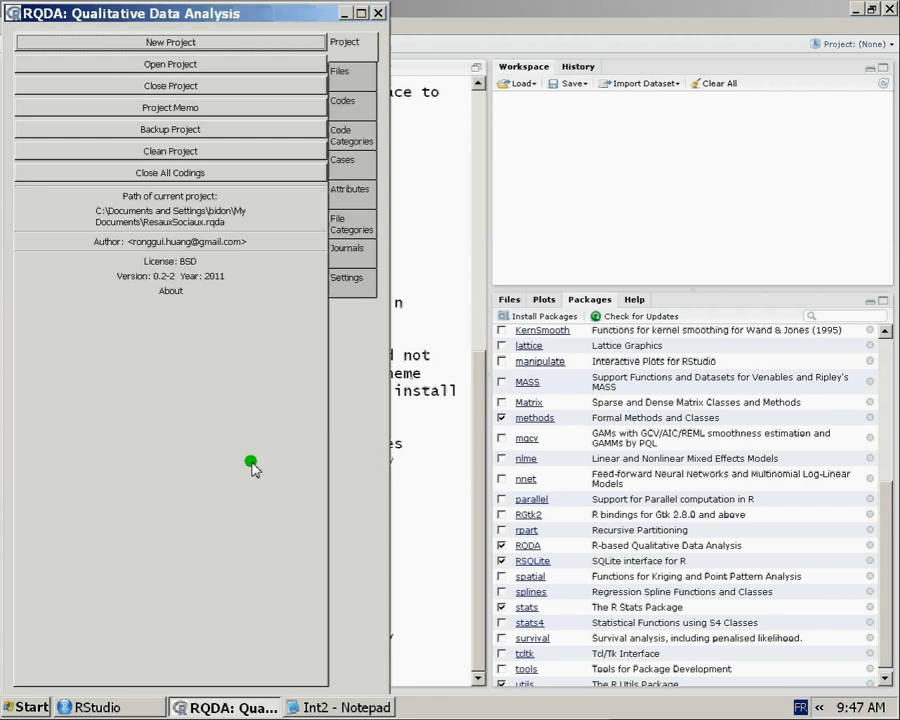 RQDA: Qualitative Data Analysis
New Project
Open Project
Close Project
Project Memo
Backup Project
Clean Project
Close All Codings
Path of current project:
C:\Documents and Settings\bidon\My
Documents\ResauxSociaux.rqda
Author: <ronggui.huang@gmail.com>
License: BSD
Version: 0.2-2 Year: 2011
About
Project
Files
Codes
Code
Categories
Cases
Attributes
File
Categories
Journals
Settings
ace to
n
d not
heme
install
es
Project: (None)
Workspace History
Load Save Import Dataset Clear All
Files Plots Packages Help
Install Packages Check for Updates
KernSmooth Functions for kernel smoothing for Wand & Jones (1995)
lattice Lattice Graphics
manipulate Interactive Plots for RStudio
MASS Support Functions and Datasets for Venables and Ripley's
MASS
Matrix Sparse and Dense Matrix Classes and Methods
methods Formal Methods and Classes
mgcv GAMs with GCV/AIC/REML smoothness estimation and
GAMMs by PQL
nlme Linear and Nonlinear Mixed Effects Models
nnet Feed-forward Neural Networks and Multinomial Log-Linear
Models
parallel Support for Parallel computation in R
RGtk2 R bindings for Gtk 2.8.0 and above
rpart Recursive Partitioning
RQDA R-based Qualitative Data Analysis
RSQLite SQLite interface for R
spatial Functions for Kriging and Point Pattern Analysis
splines Regression Spline Functions and Classes
stats The R Stats Package
stats4 Statistical Functions using S4 Classes
survival Survival analysis, including penalised likelihood.
tcltk Tcl/Tk Interface
tools Tools for Package Development
utils The R Utils Package
Start RStudio RQDA: Qua... Int2 - Notepad FR « 9:47 AM